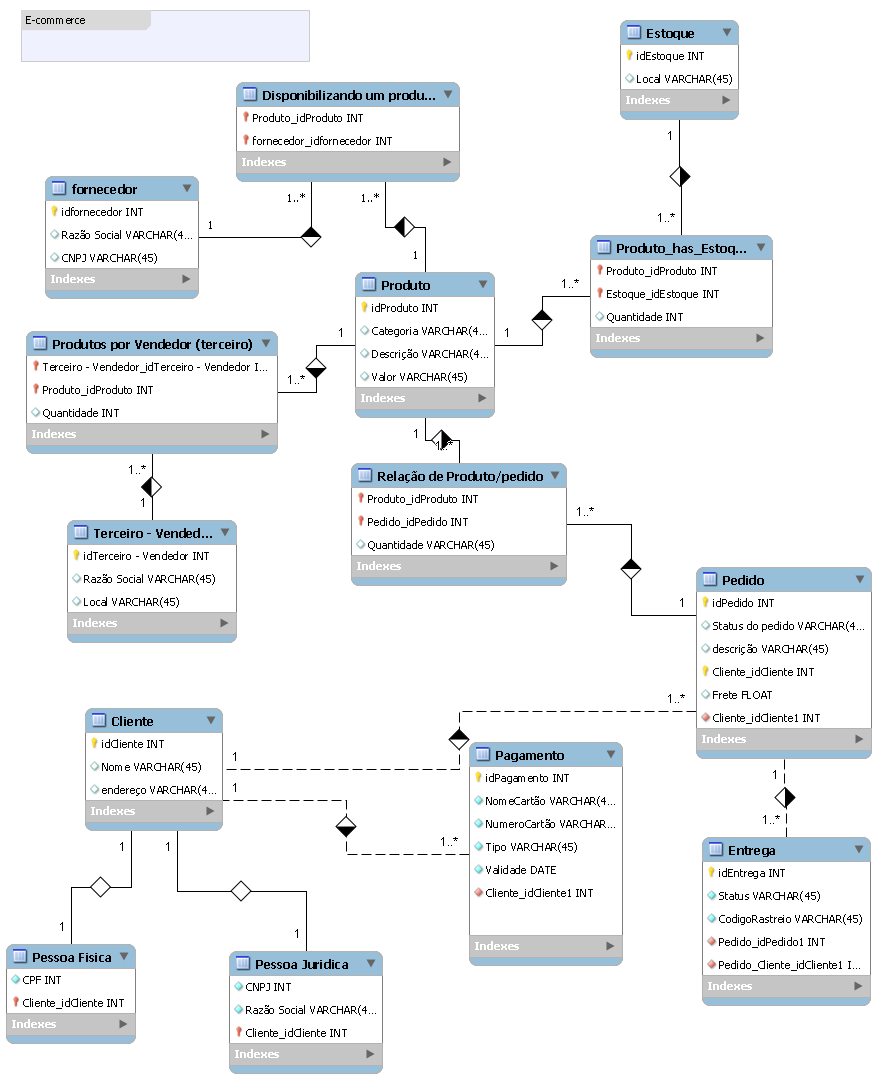 E-commerce
Estoque
idEstoque INT
Local VARCHAR(45)
Indexes
1
1..*
Disponibilizando um produ...
Produto_idProduto INT
fornecedor_idfornecedor INT
Indexes
1..*
1..*
1
1
fornecedor
idfornecedor INT
Razão Social VARCHAR(4...
CNPJ VARCHAR(45)
Indexes
Produto_has_Estoq...
Produto_idProduto INT
Estoque_idEstoque INT
Quantidade INT
Indexes
Produto
idProduto INT
Categoria VARCHAR(4...
Descrição VARCHAR(4...
Valor VARCHAR(45)
Indexes
1
1..*
1
1..*
1
1..*
Produtos por Vendedor (terceiro)
Terceiro - Vendedor_idTerceiro - Vendedor I...
Produto_idProduto INT
Quantidade INT
Indexes
1..*
1
Relação de Produto/pedido
Produto_idProduto INT
Pedido_idPedido INT
Quantidade VARCHAR(45)
Indexes
1..*
1
Terceiro - Vended...
idTerceiro - Vendedor INT
Razão Social VARCHAR(45)
Local VARCHAR(45)
Indexes
Pedido
idPedido INT
Status do pedido VARCHAR(4...
descrição VARCHAR(45)
Cliente_idCliente INT
Frete FLOAT
Cliente_idCliente1 INT
Indexes
1..*
1
1
1..*
Cliente
idCliente INT
Nome VARCHAR(45)
endereço VARCHAR(4...
Indexes
1
1..*
1
1
1
1
Pagamento
idPagamento INT
NomeCartão VARCHAR(4...
NumeroCartão VARCHAR...
Tipo VARCHAR(45)
Validade DATE
Cliente_idCliente1 INT
Indexes
Entrega
idEntrega INT
Status VARCHAR(45)
CodigoRastreio VARCHAR(45)
Pedido_idPedido1 INT
Pedido_Cliente_idCliente1 I...
Indexes
Pessoa Fisica
CPF INT
Cliente_idCliente INT
Indexes
Pessoa Juridica
CNPJ INT
Razão Social VARCHAR(4...
Cliente_idCliente INT
Indexes